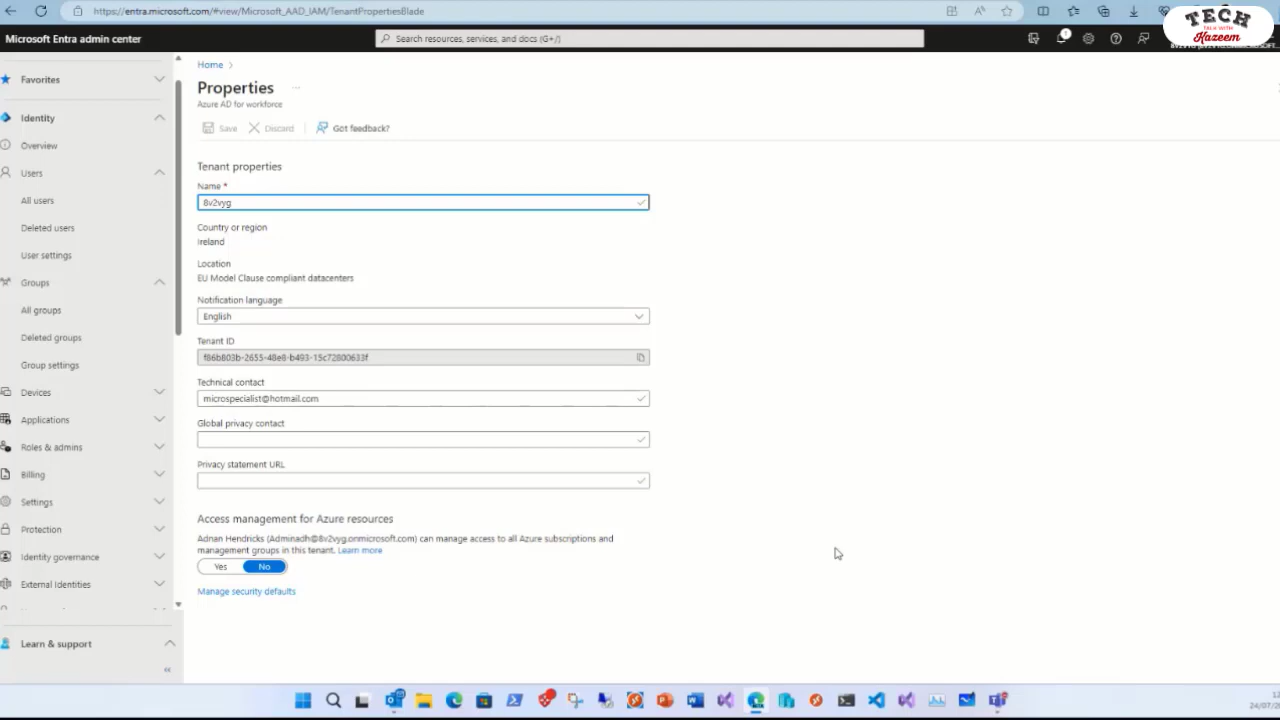 https://entra.microsoft.com/#view/Microsoft_AAD_IAM/TenantPropertiesBlade
TECH
TALK WITH
Kazeem
Microsoft Entra admin center
Search resources, services, and docs (G+/)
Favorites
Identity
Overview
Users
All users
Deleted users
User settings
Groups
All groups
Deleted groups
Group settings
Devices
Applications
Roles & admins
Billing
Settings
Protection
Identity governance
External Identities
Learn & support
Home >
Properties ...
Azure AD for workforce
Save
Discard
Got feedback?
Tenant properties
Name *
8v2vyg
Country or region
Ireland
Location
EU Model Clause compliant datacenters
Notification language
English
Tenant ID
f86b803b-2655-48e8-b493-15c72800633f
Technical contact
microspecialist@hotmail.com
Global privacy contact
Privacy statement URL
Access management for Azure resources
Adnan Hendricks (Adminadh@8v2vyg.onmicrosoft.com) can manage access to all Azure subscriptions and
management groups in this tenant. Learn more
Yes No
Manage security defaults